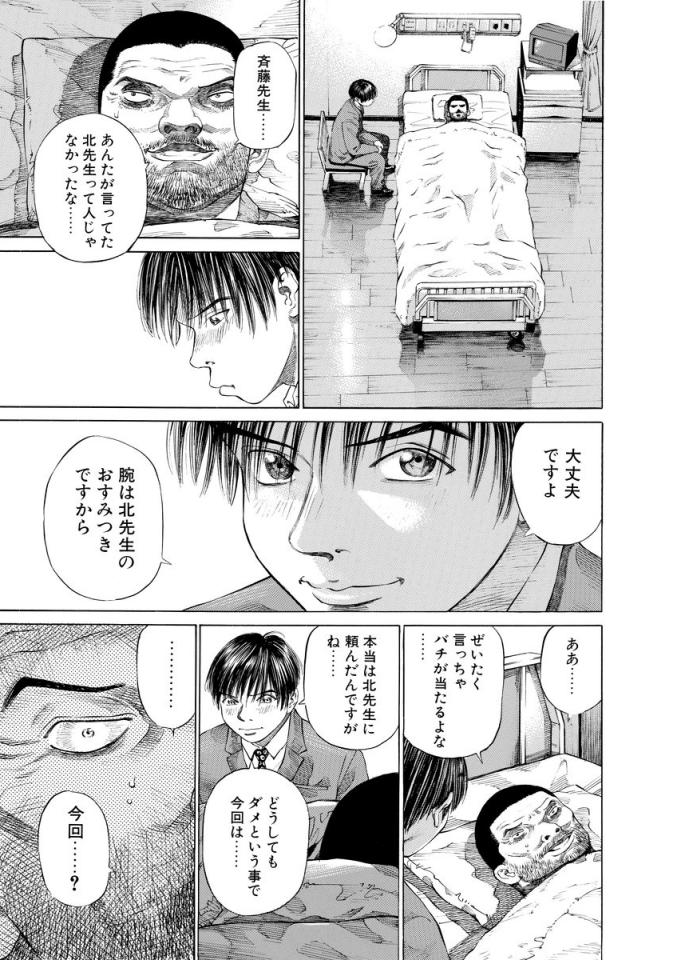 斉藤先生……
あんたが言ってた
北先生って人じゃ
なかったな……
大丈夫
ですよ
腕は北先生の
おすみつき
ですから
ああ……
ぜいたく
言っちゃ
バチが当たるよな
……
本当は北先生に
頼んだんですが
ね……
どうしても
ダメという事で
今回は……
………
今回……?